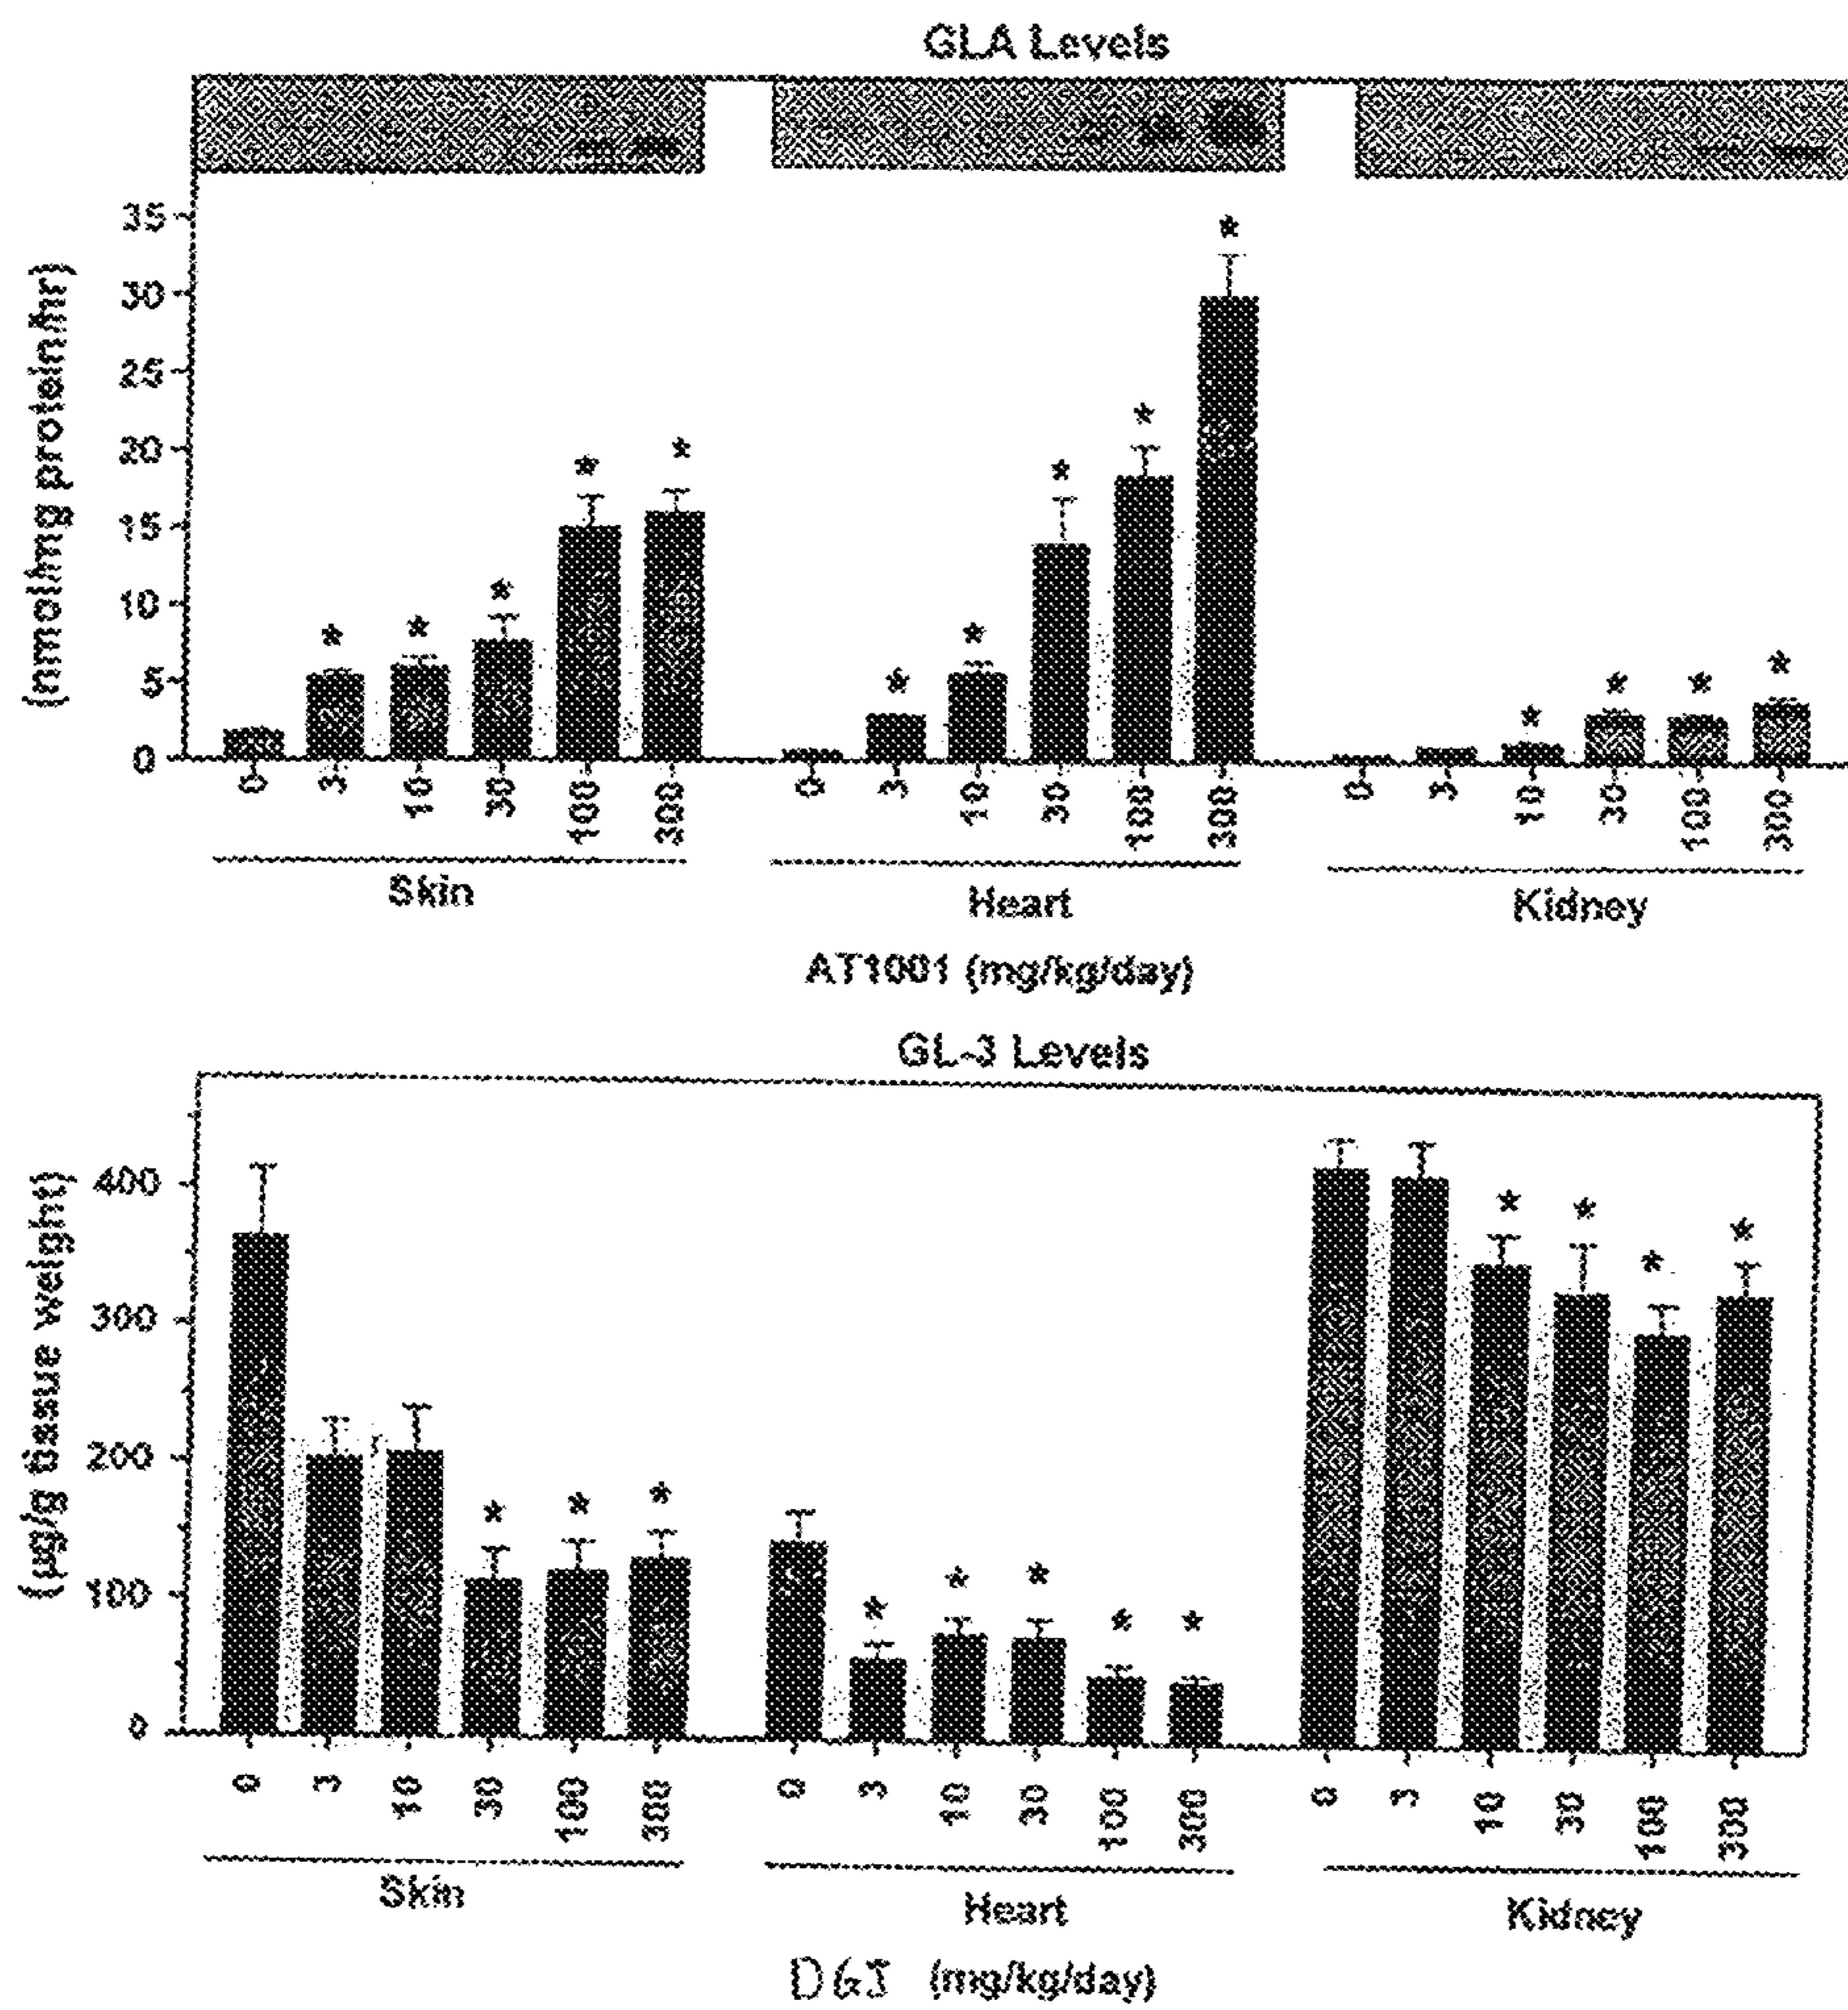 GLA Levels
(nmol/mg protein/hr)
35
30
25
20
15
10
5
0
* * * * * * * * * * * * * *
0 3 10 30 100 300 0 3 10 30 100 300 0 3 10 30 100 300
Skin Heart Kidney
AT1001 (mg/kg/day)
GL-3 Levels
(µg/g tissue weight)
400
300
200
100
0
* * * * * * * * * * * *
0 3 10 30 100 300 0 3 10 30 100 300 0 3 10 30 100 300
Skin Heart Kidney
DGJ (mg/kg/day)